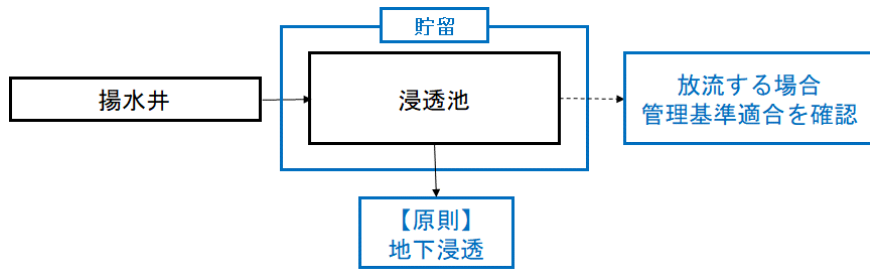 貯留
揚水井
浸透池
放流する場合
管理基準適合を確認
【原則】
地下浸透